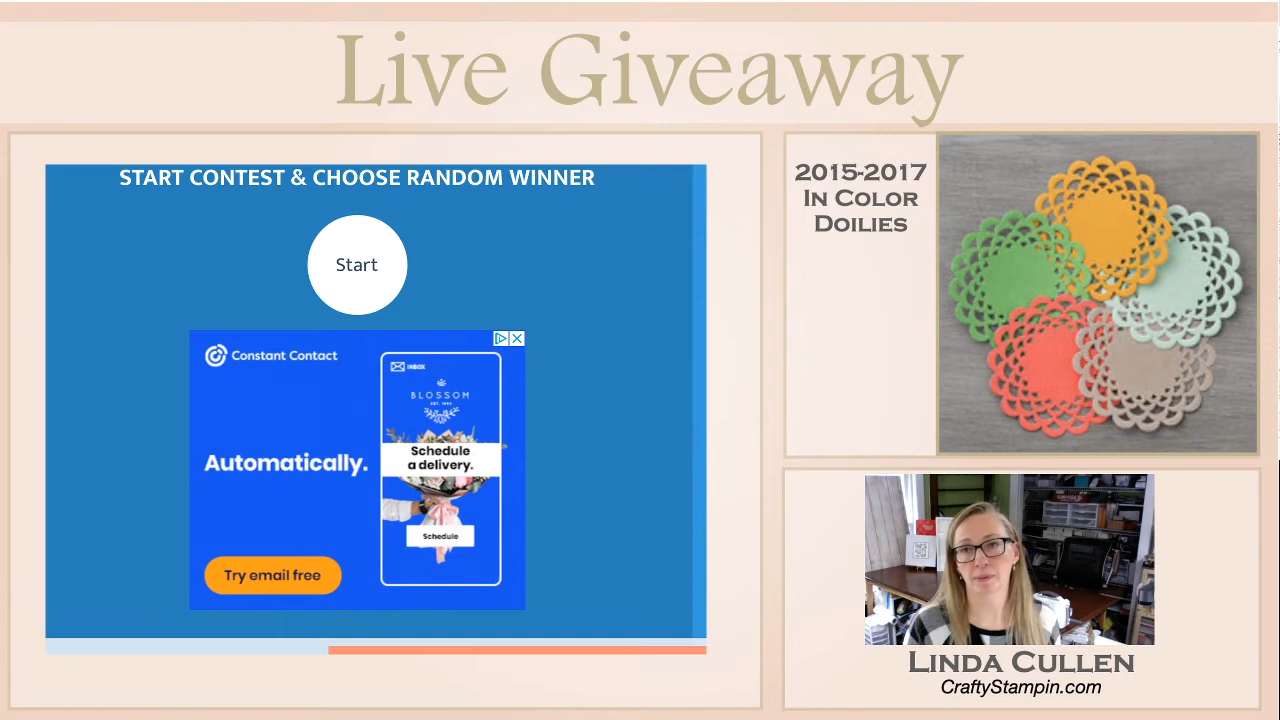 Live Giveaway
START CONTEST & CHOOSE RANDOM WINNER
Start
Constant Contact
Automatically.
Try email free
INBOX
BLOSSOM
Schedule
a delivery.
Schedule
2015-2017
In Color
Doilies
Linda Cullen
CraftyStampin.com